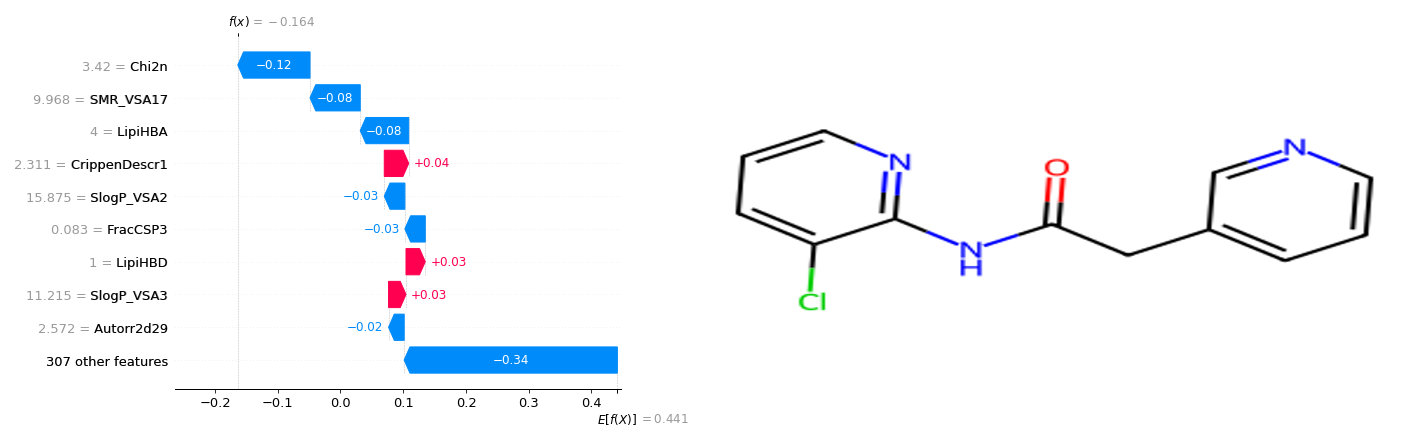 f(x) = −0.164
3.42 = Chi2n
−0.12
9.968 = SMR_VSA17
−0.08
4 = LipiHBA
−0.08
2.311 = CrippenDescr1
+0.04
15.875 = SlogP_VSA2
−0.03
0.083 = FracCSP3
−0.03
1 = LipiHBD
+0.03
11.215 = SlogP_VSA3
+0.03
2.572 = Autorr2d29
−0.02
307 other features
−0.34
−0.2 −0.1 0.0 0.1 0.2 0.3 0.4
E[f(X)] = 0.441
N
O
N
N
H
Cl